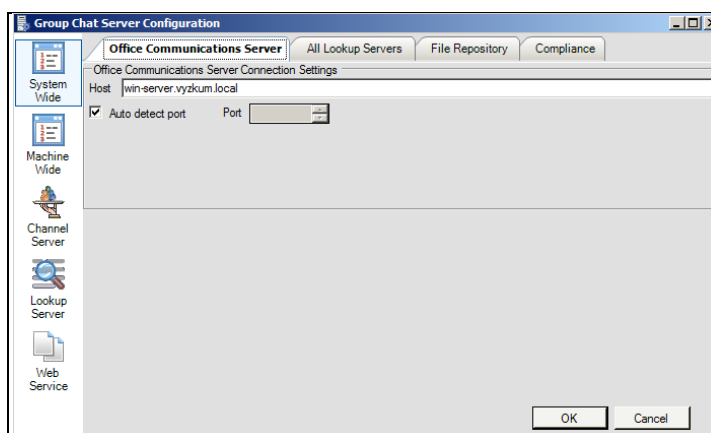 Group Chat Server Configuration
Office Communications Server
All Lookup Servers
File Repository
Compliance
System
Wide
Machine
Wide
Channel
Server
Lookup
Server
Web
Service
Office Communications Server Connection Settings
Host win-server.vyzkum.local
Auto detect port Port
OK Cancel